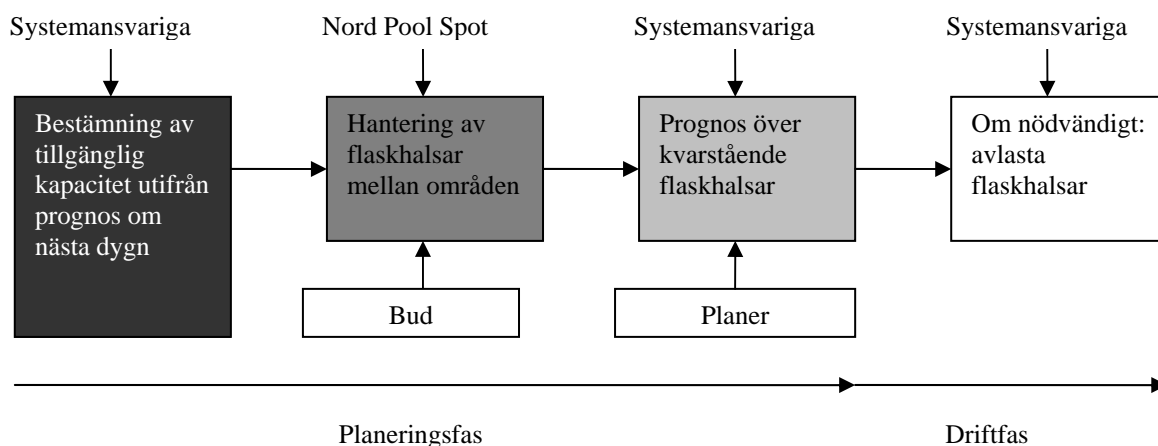 Systemansvariga
Nord Pool Spot
Systemansvariga
Systemansvariga
Bestämning av
tillgänglig
kapacitet utifrån
prognos om
nästa dygn
Hantering av
flaskhalsar
mellan områden
Prognos över
kvarstående
flaskhalsar
Om nödvändigt:
avlasta
flaskhalsar
Bud
Planer
Planeringsfas
Driftfas